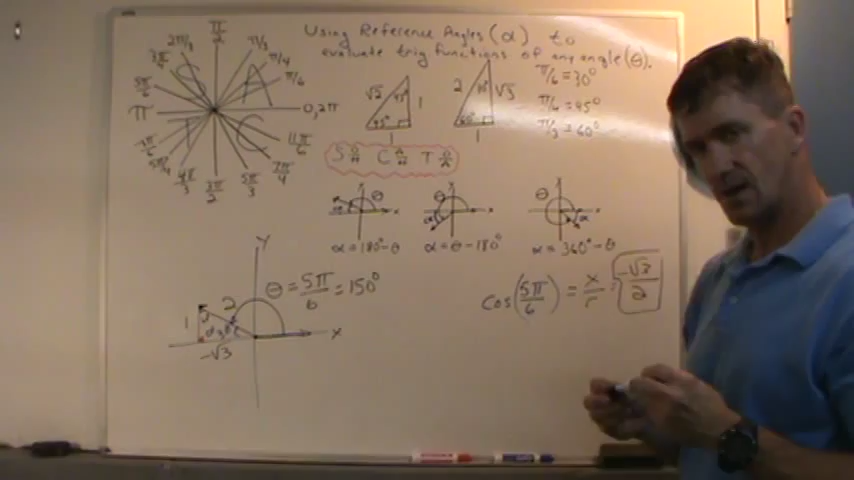 Using Reference Angles (α) to
evaluate trig functions of any angle (θ).
π/2
2π/3
π/3
3π/4
π/4
5π/6
π/6
π
0, 2π
7π/6
11π/6
5π/4
7π/4
4π/3
3π/2
5π/3
√2
45°
1
45°
1
2
30°
√3
60°
1
π/6 = 30°
π/4 = 45°
π/3 = 60°
S O/H C A/H T O/A
Y
θ
α
X
α = 180° - θ
Y
θ
α
X
α = θ - 180°
Y
θ
α
X
α = 360° - θ
Y
2
θ = 5π/6 = 150°
1
α 30°
X
-√3
cos(5π/6) = x/r = -√3/2